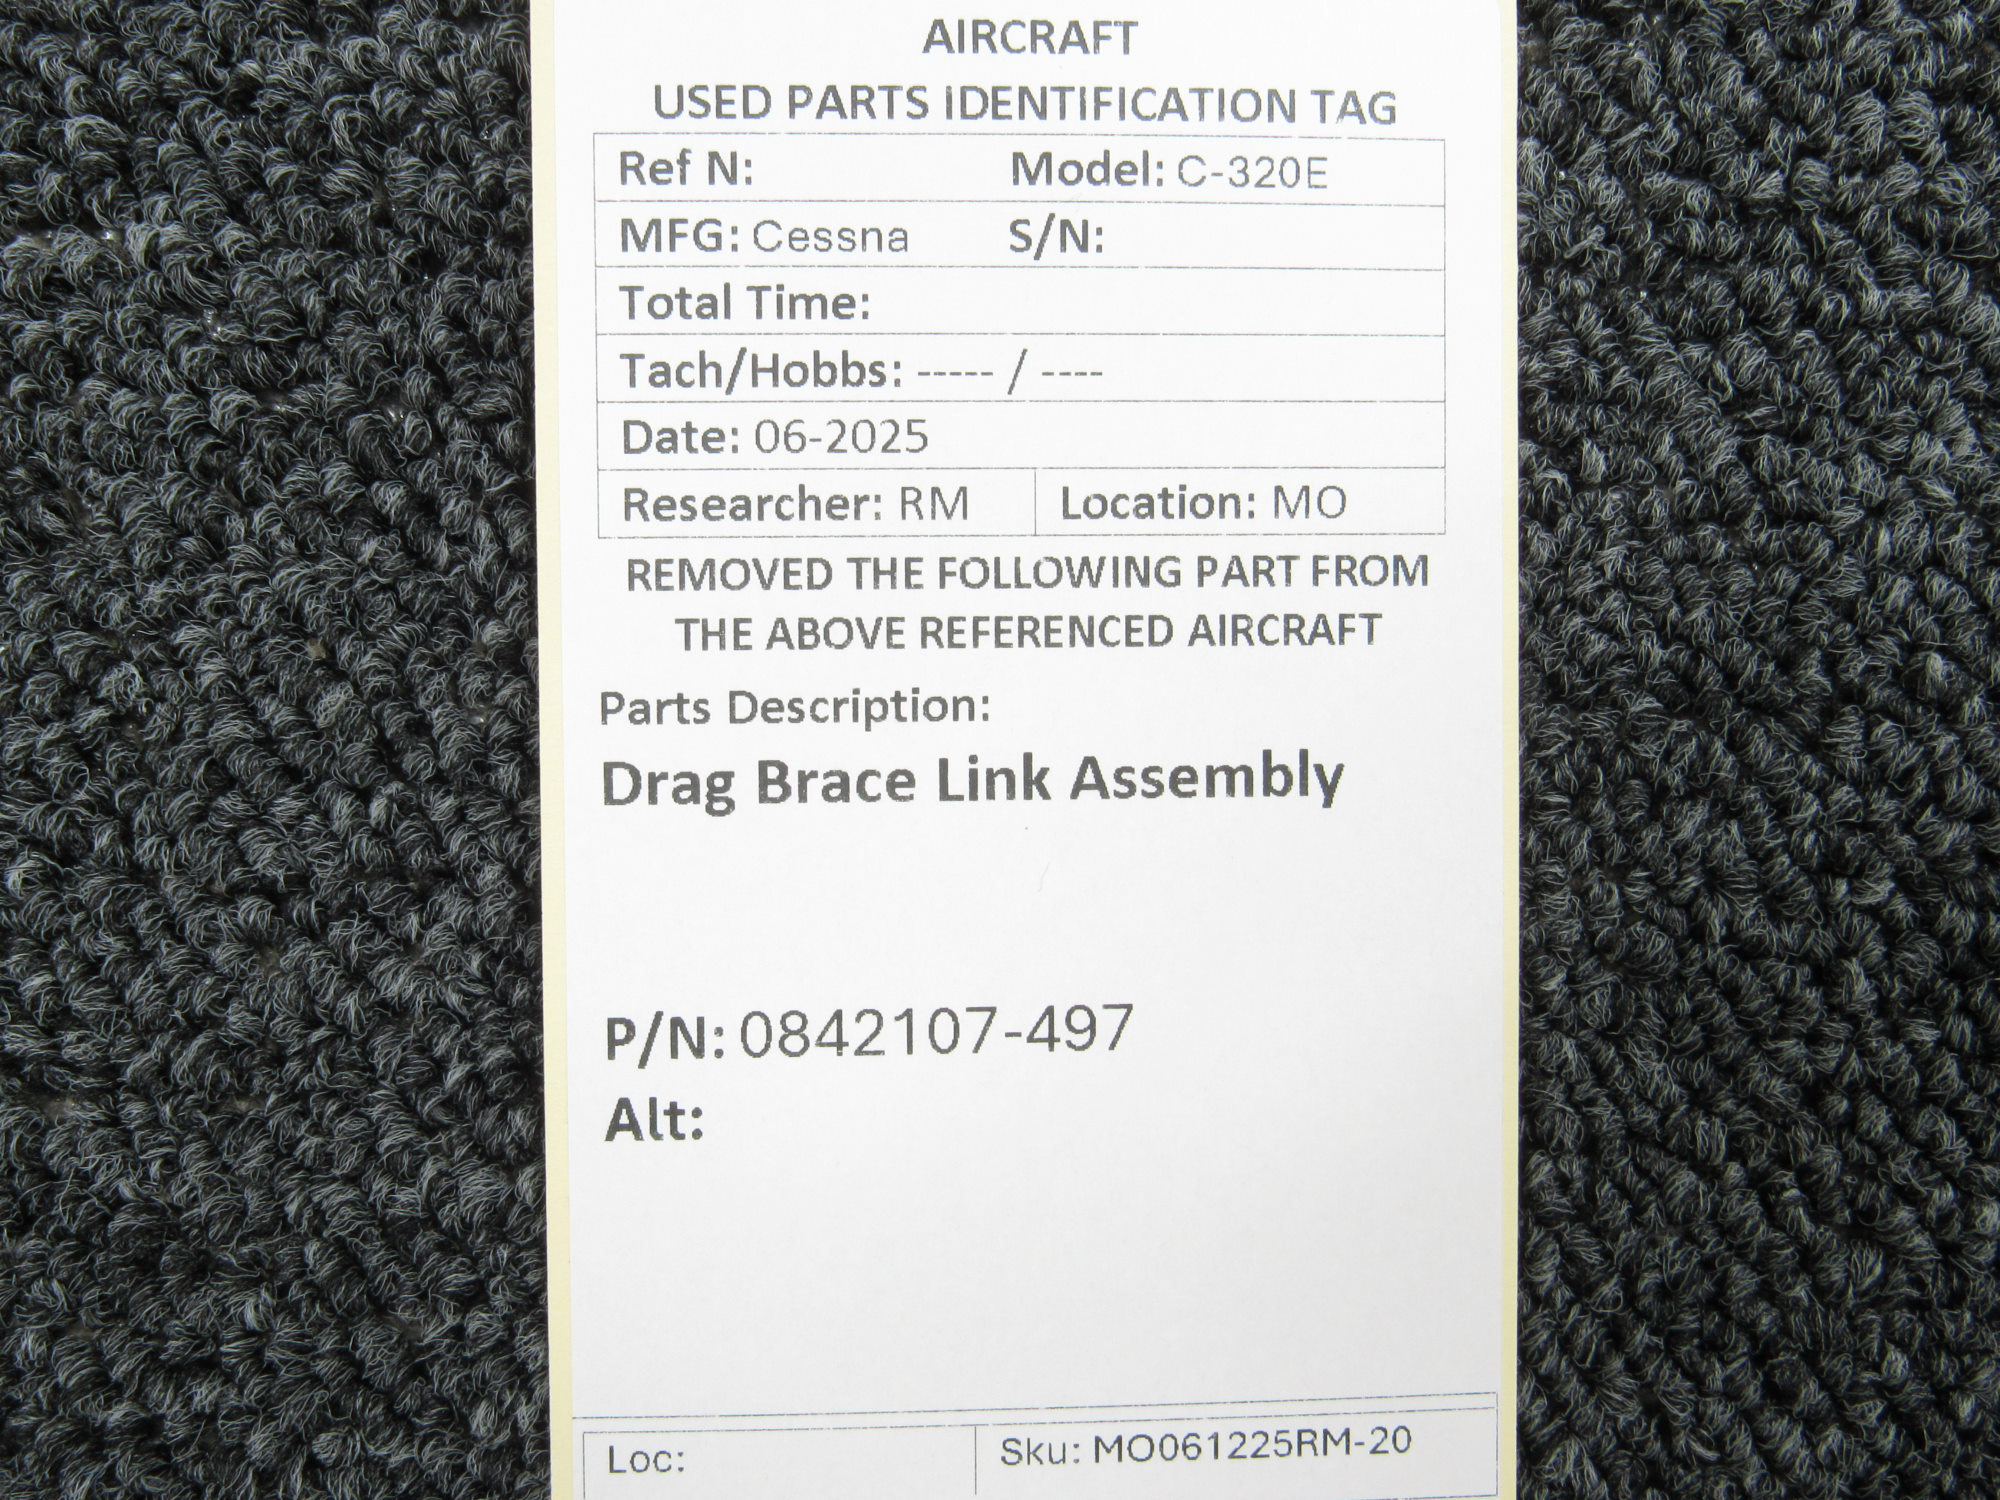 AIRCRAFT
USED PARTS IDENTIFICATION TAG
Ref N: Model: C-320E
MFG: Cessna S/N:
Total Time:
Tach/Hobbs: ----- / ----
Date: 06-2025
Researcher: RM Location: MO
REMOVED THE FOLLOWING PART FROM
THE ABOVE REFERENCED AIRCRAFT
Parts Description:
Drag Brace Link Assembly
P/N: 0842107-497
Alt:
Loc: Sku: MO061225RM-20